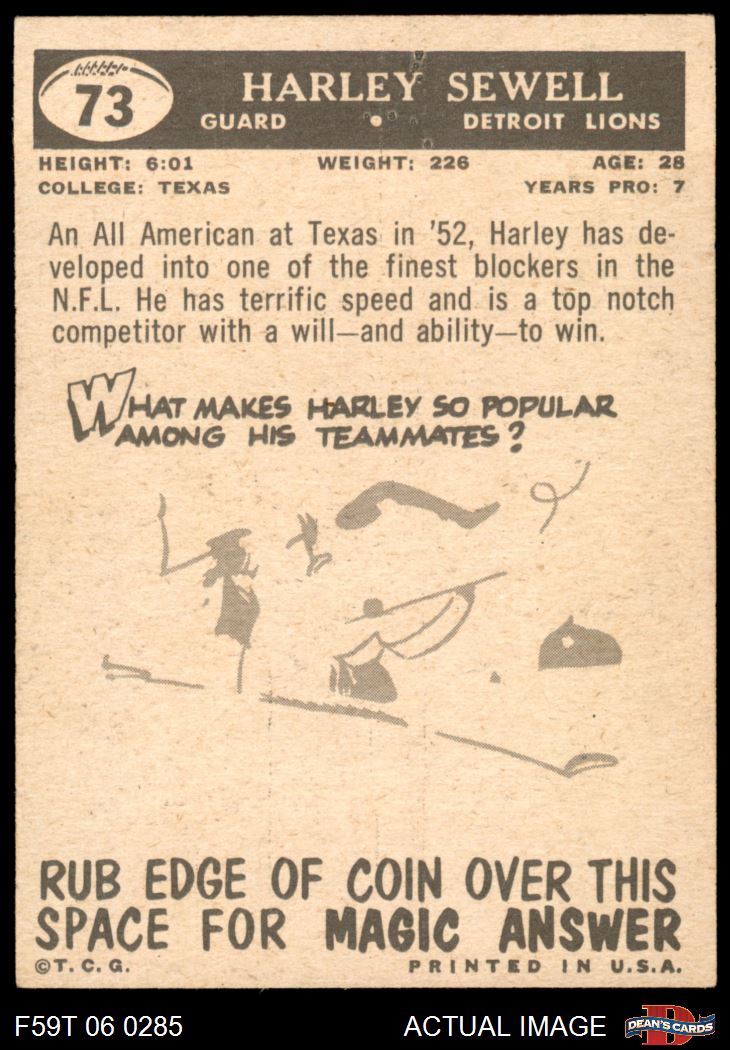 73
HARLEY SEWELL
GUARD • DETROIT LIONS
HEIGHT: 6:01 WEIGHT: 226 AGE: 28
COLLEGE: TEXAS YEARS PRO: 7
An All American at Texas in '52, Harley has de-
veloped into one of the finest blockers in the
N.F.L. He has terrific speed and is a top notch
competitor with a will—and ability—to win.
WHAT MAKES HARLEY SO POPULAR
AMONG HIS TEAMMATES?
RUB EDGE OF COIN OVER THIS
SPACE FOR MAGIC ANSWER
©T.C.G. PRINTED IN U.S.A.
F59T 06 0285 ACTUAL IMAGE D DEAN'S CARDS